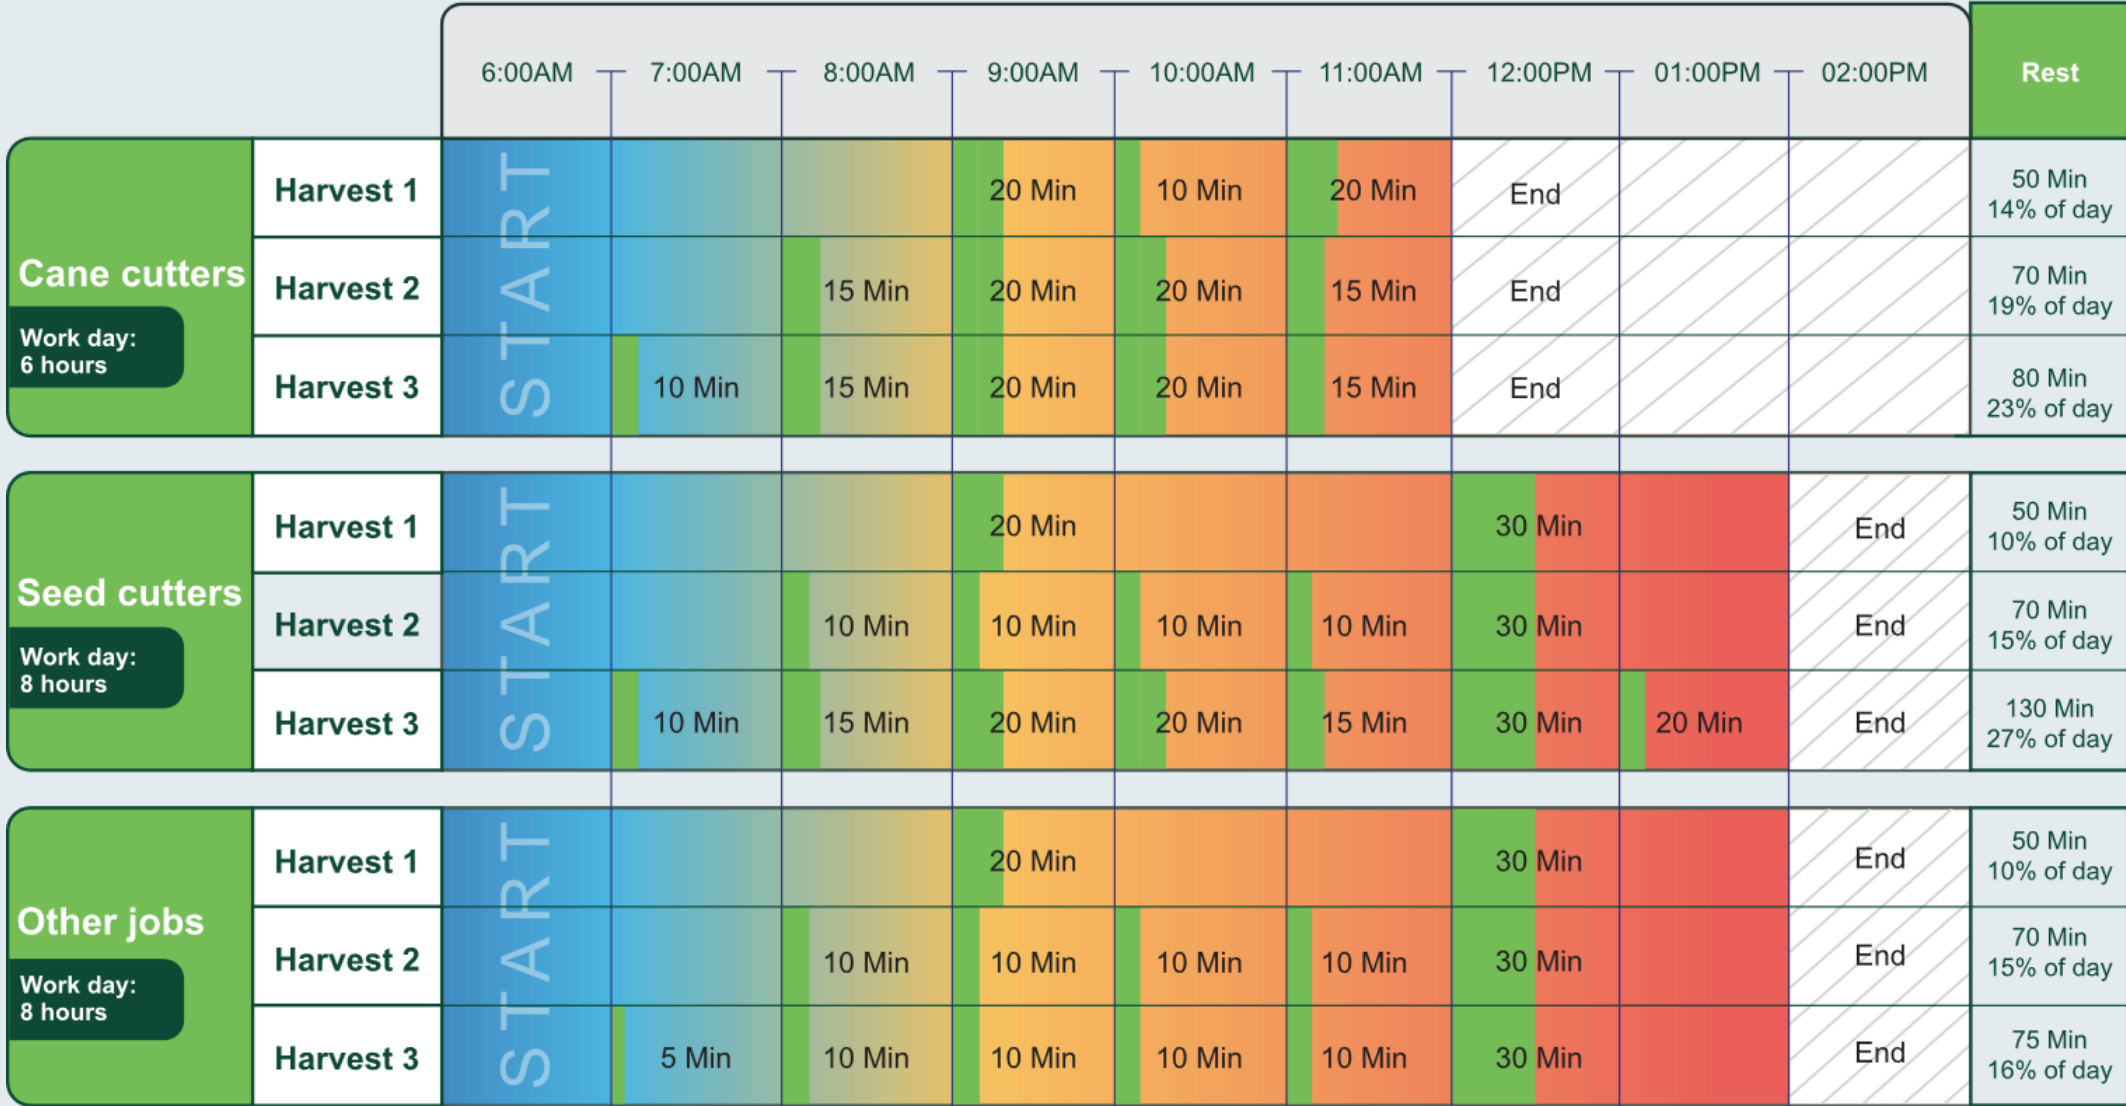 6:00AM 7:00AM 8:00AM 9:00AM 10:00AM 11:00AM 12:00PM 01:00PM 02:00PM Rest
Cane cutters
Work day:
6 hours
START
Harvest 1 20 Min 10 Min 20 Min End 50 Min
14% of day
Harvest 2 15 Min 20 Min 20 Min 15 Min End 70 Min
19% of day
Harvest 3 10 Min 15 Min 20 Min 20 Min 15 Min End 80 Min
23% of day
Seed cutters
Work day:
8 hours
START
Harvest 1 20 Min 30 Min End 50 Min
10% of day
Harvest 2 10 Min 10 Min 10 Min 10 Min 30 Min End 70 Min
15% of day
Harvest 3 10 Min 15 Min 20 Min 20 Min 15 Min 30 Min 20 Min End 130 Min
27% of day
Other jobs
Work day:
8 hours
START
Harvest 1 20 Min 30 Min End 50 Min
10% of day
Harvest 2 10 Min 10 Min 10 Min 10 Min 30 Min End 70 Min
15% of day
Harvest 3 5 Min 10 Min 10 Min 10 Min 10 Min 30 Min End 75 Min
16% of day